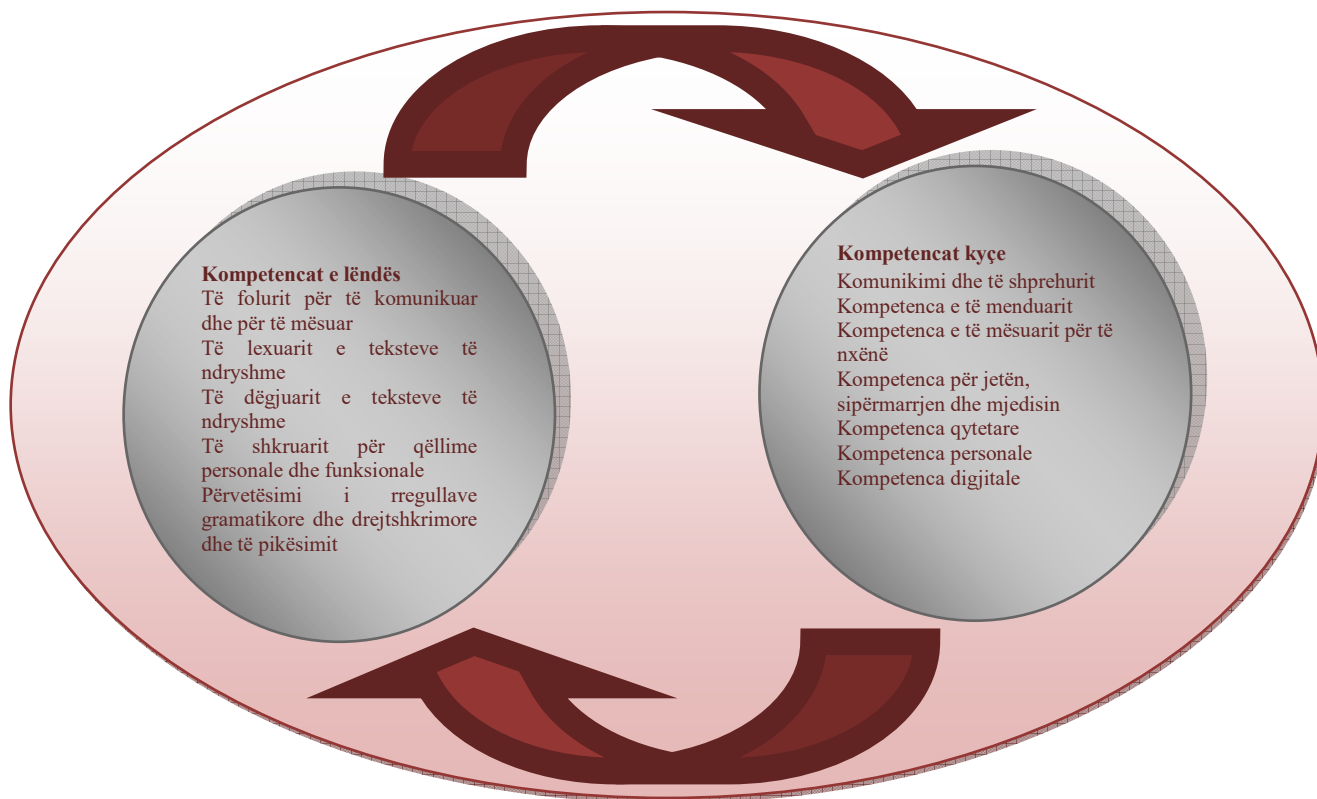 Kompetencat e lëndës
Të folurit për të komunikuar
dhe për të mësuar
Të lexuarit e teksteve të
ndryshme
Të dëgjuarit e teksteve të
ndryshme
Të shkruarit për qëllime
personale dhe funksionale
Përvetësimi i rregullave
gramatikore dhe drejtshkrimore
dhe të pikësimit
Kompetencat kyçe
Komunikimi dhe të shprehurit
Kompetenca e të menduarit
Kompetenca e të mësuarit për të
nxënë
Kompetenca për jetën,
sipërmarrjen dhe mjedisin
Kompetenca qytetare
Kompetenca personale
Kompetenca digjitale